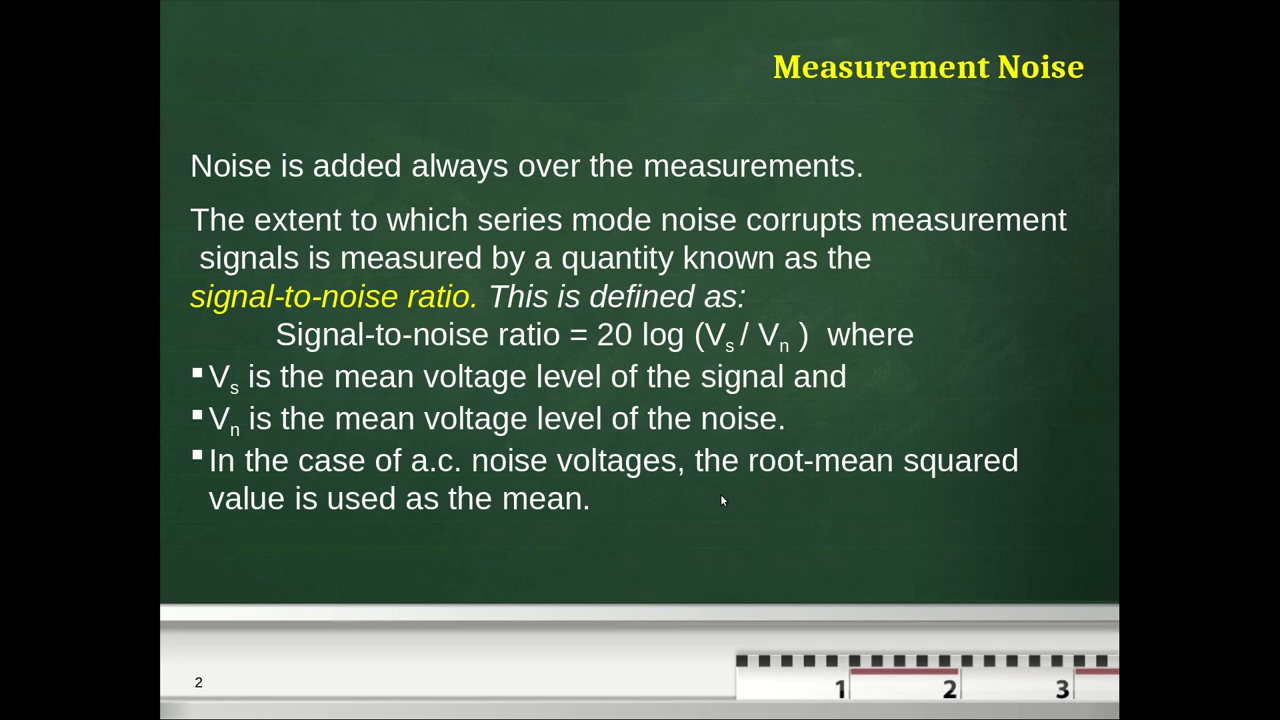 Measurement Noise
Noise is added always over the measurements.
The extent to which series mode noise corrupts measurement
signals is measured by a quantity known as the
signal-to-noise ratio. This is defined as:
Signal-to-noise ratio = 20 log (Vs / Vn ) where
▪Vs is the mean voltage level of the signal and
▪Vn is the mean voltage level of the noise.
▪In the case of a.c. noise voltages, the root-mean squared
value is used as the mean.
2
1 2 3